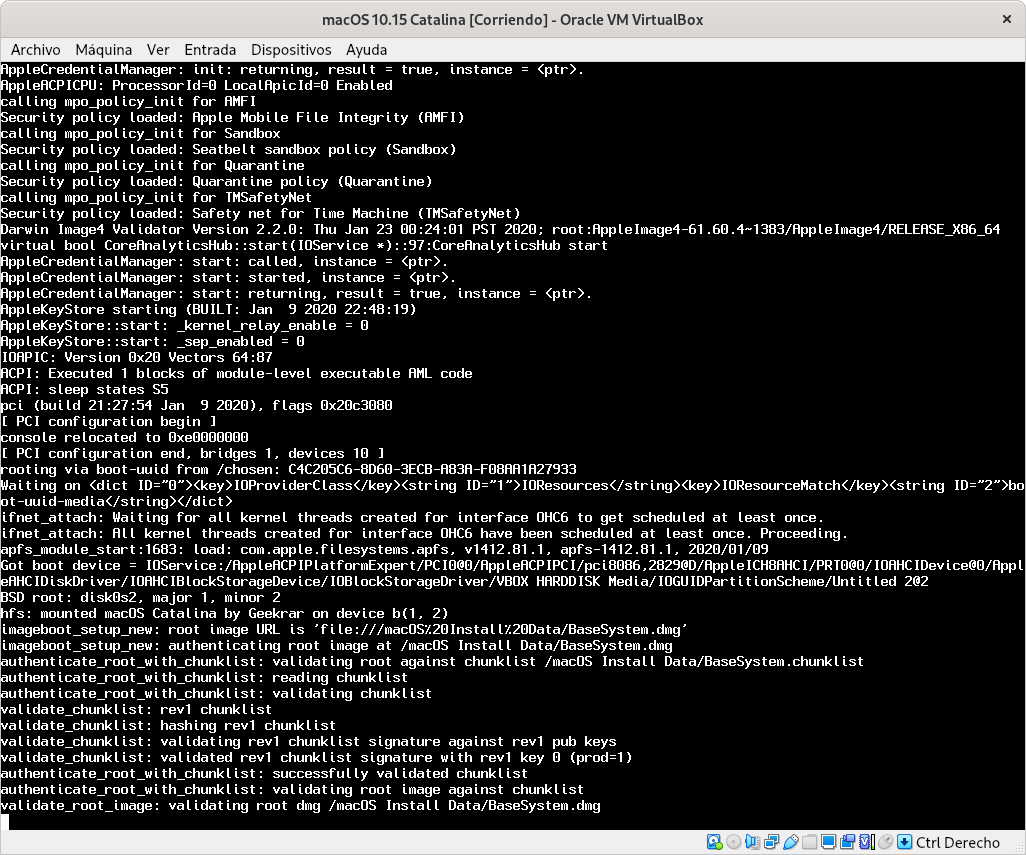 macOS 10.15 Catalina [Corriendo] - Oracle VM VirtualBox
Archivo Máquina Ver Entrada Dispositivos Ayuda
AppleCredentialManager: init: returning, result = true, instance = <ptr>.
AppleACPICPU: ProcessorId=0 LocalApicId=0 Enabled
calling mpo_policy_init for AMFI
Security policy loaded: Apple Mobile File Integrity (AMFI)
calling mpo_policy_init for Sandbox
Security policy loaded: Seatbelt sandbox policy (Sandbox)
calling mpo_policy_init for Quarantine
Security policy loaded: Quarantine policy (Quarantine)
calling mpo_policy_init for TMSafetyNet
Security policy loaded: Safety net for Time Machine (TMSafetyNet)
Darwin Image4 Validator Version 2.2.0: Thu Jan 23 00:24:01 PST 2020; root:AppleImage4-61.60.4~1383/AppleImage4/RELEASE_X86_64
virtual bool CoreAnalyticsHub::start(IOService *)::97:CoreAnalyticsHub start
AppleCredentialManager: start: called, instance = <ptr>.
AppleCredentialManager: start: started, instance = <ptr>.
AppleCredentialManager: start: returning, result = true, instance = <ptr>.
AppleKeyStore starting (BUILT: Jan  9 2020 22:48:19)
AppleKeyStore::start: _kernel_relay_enable = 0
AppleKeyStore::start: _sep_enabled = 0
IOAPIC: Version 0x20 Vectors 64:87
ACPI: Executed 1 blocks of module-level executable AML code
ACPI: sleep states S5
pci (build 21:27:54 Jan  9 2020), flags 0x20c3080
[ PCI configuration begin ]
console relocated to 0xe0000000
[ PCI configuration end, bridges 1, devices 10 ]
rooting via boot-uuid from /chosen: C4C205C6-8D60-3ECB-A83A-F08AA1A27933
Waiting on <dict ID="0"><key>IOProviderClass</key><string ID="1">IOResources</string><key>IOResourceMatch</key><string ID="2">bo
ot-uuid-media</string></dict>
ifnet_attach: Waiting for all kernel threads created for interface OHC6 to get scheduled at least once.
ifnet_attach: All kernel threads created for interface OHC6 have been scheduled at least once. Proceeding.
apfs_module_start:1683: load: com.apple.filesystems.apfs, v1412.81.1, apfs-1412.81.1, 2020/01/09
Got boot device = IOService:/AppleACPIPlatformExpert/PCI0@0/AppleACPIPCI/pci8086,2829@D/AppleICH8AHCI/PRT0@0/IOAHCIDevice@0/Appl
eAHCIDiskDriver/IOAHCIBlockStorageDevice/IOBlockStorageDriver/VBOX HARDDISK Media/IOGUIDPartitionScheme/Untitled 2@2
BSD root: disk0s2, major 1, minor 2
hfs: mounted macOS Catalina by Geekrar on device b(1, 2)
imageboot_setup_new: root image URL is 'file:///macOS%20Install%20Data/BaseSystem.dmg'
imageboot_setup_new: authenticating root image at /macOS Install Data/BaseSystem.dmg
authenticate_root_with_chunklist: validating root against chunklist /macOS Install Data/BaseSystem.chunklist
authenticate_root_with_chunklist: reading chunklist
authenticate_root_with_chunklist: validating chunklist
validate_chunklist: rev1 chunklist
validate_chunklist: hashing rev1 chunklist
validate_chunklist: validating rev1 chunklist signature against rev1 pub keys
validate_chunklist: validated rev1 chunklist signature with rev1 key 0 (prod=1)
authenticate_root_with_chunklist: successfully validated chunklist
authenticate_root_with_chunklist: validating root image against chunklist
validate_root_image: validating root dmg /macOS Install Data/BaseSystem.dmg
Ctrl Derecho